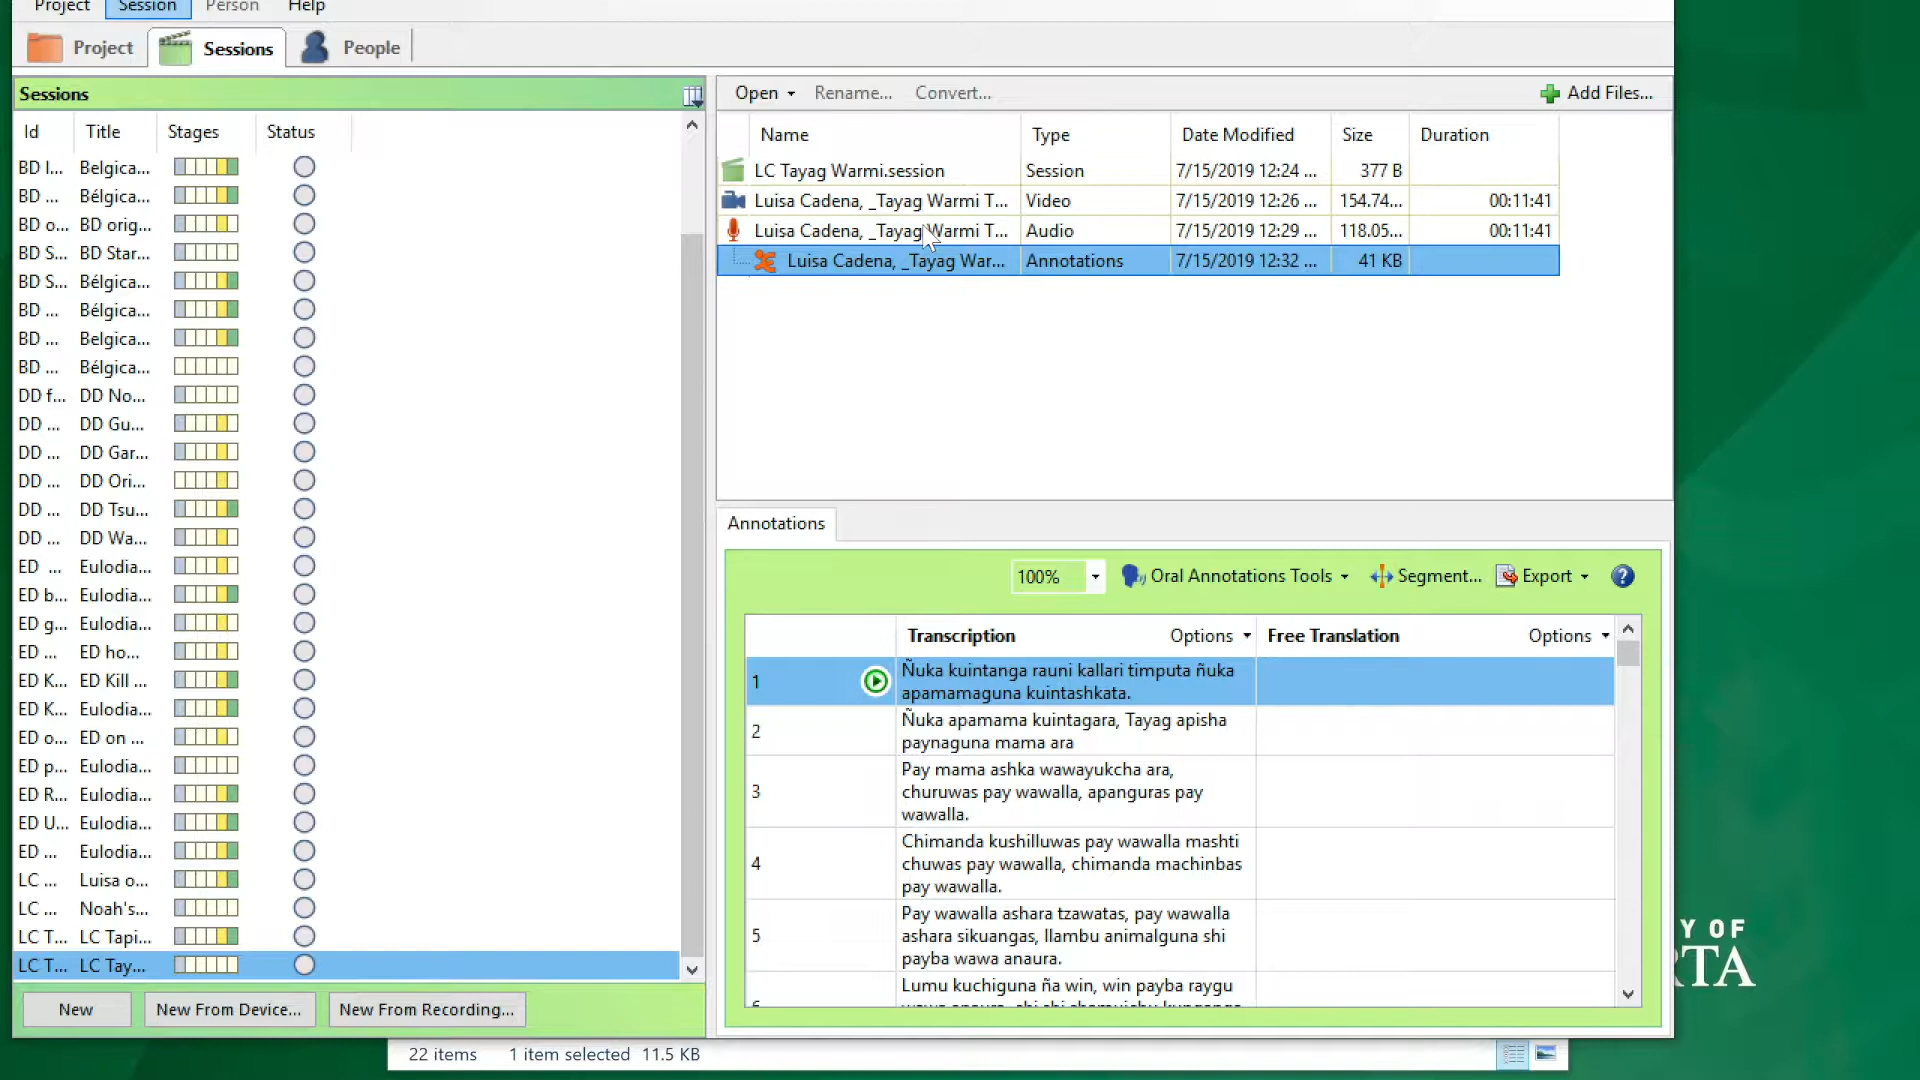 Project Session Person Help
Project Sessions People
Sessions
Id Title Stages Status
BD l... Belgica...
BD ... Bélgica...
BD o... BD orig...
BD S... BD Star...
BD S... Bélgica...
BD ... Bélgica...
BD ... Belgica...
BD ... Bélgica...
DD f... DD No...
DD ... DD Gu...
DD ... DD Gar...
DD ... DD Ori...
DD ... DD Tsu...
DD ... DD Wa...
ED ... Eulodia...
ED b... Eulodia...
ED g... Eulodia...
ED ... ED ho...
ED K... ED Kill ...
ED K... Eulodia...
ED o... ED on ...
ED p... Eulodia...
ED R... Eulodia...
ED U... Eulodia...
ED ... Eulodia...
LC ... Luisa o...
LC ... Noah's...
LC T... LC Tapi...
LC T... LC Tay...
New New From Device... New From Recording...
Open Rename... Convert... Add Files...
Name Type Date Modified Size Duration
LC Tayag Warmi.session Session 7/15/2019 12:24 ... 377 B
Luisa Cadena, _Tayag Warmi T... Video 7/15/2019 12:26 ... 154.74... 00:11:41
Luisa Cadena, _Tayag Warmi T... Audio 7/15/2019 12:29 ... 118.05... 00:11:41
Luisa Cadena, _Tayag War... Annotations 7/15/2019 12:32 ... 41 KB
Annotations
100% Oral Annotations Tools Segment... Export ?
Transcription Options Free Translation Options
1 Ñuka kuintanga rauni kallari timputa ñuka
apamamaguna kuintashkata.
2 Ñuka apamama kuintagara, Tayag apisha
paynaguna mama ara
3 Pay mama ashka wawayukcha ara,
churuwas pay wawalla, apanguras pay
wawalla.
4 Chimanda kushilluwas pay wawalla mashti
chuwas pay wawalla, chimanda machinbas
pay wawalla.
5 Pay wawalla ashara tzawatas, pay wawalla
ashara sikuangas, llambu animalguna shi
payba wawa anaura.
Lumu kuchiguna ña win, win payba raygu
22 items 1 item selected 11.5 KB
Y OF
RTA